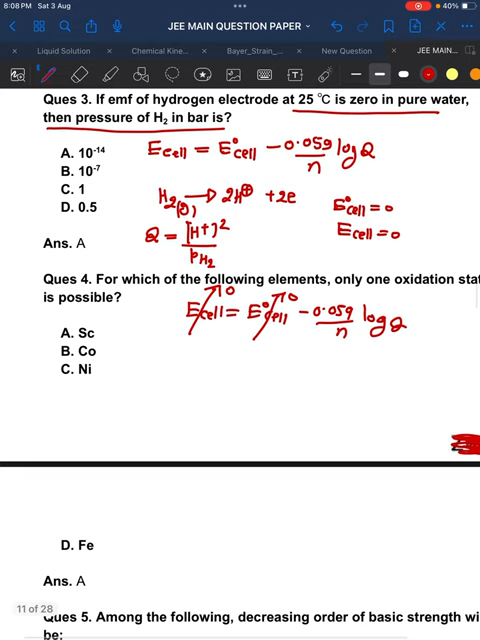 8:08 PM Sat 3 Aug
40%
JEE MAIN QUESTION PAPER
Liquid Solution
Chemical Kine...
Bayer_Strain_...
New Question
JEE MAIN...
Ques 3. If emf of hydrogen electrode at 25 ℃ is zero in pure water,
then pressure of H2 in bar is?
A. 10-14
B. 10-7
C. 1
D. 0.5
Ans. A
Ecell = E°cell - 0.059/n log Q
H2(g) → 2H⊕ + 2e
Q = [H+]2/PH2
E°cell = 0
Ecell = 0
Ques 4. For which of the following elements, only one oxidation stat
is possible?
Ecell = E°cell - 0.059/n log Q
0
0
A. Sc
B. Co
C. Ni
D. Fe
Ans. A
11 of 28
Ques 5. Among the following, decreasing order of basic strength wi
be: